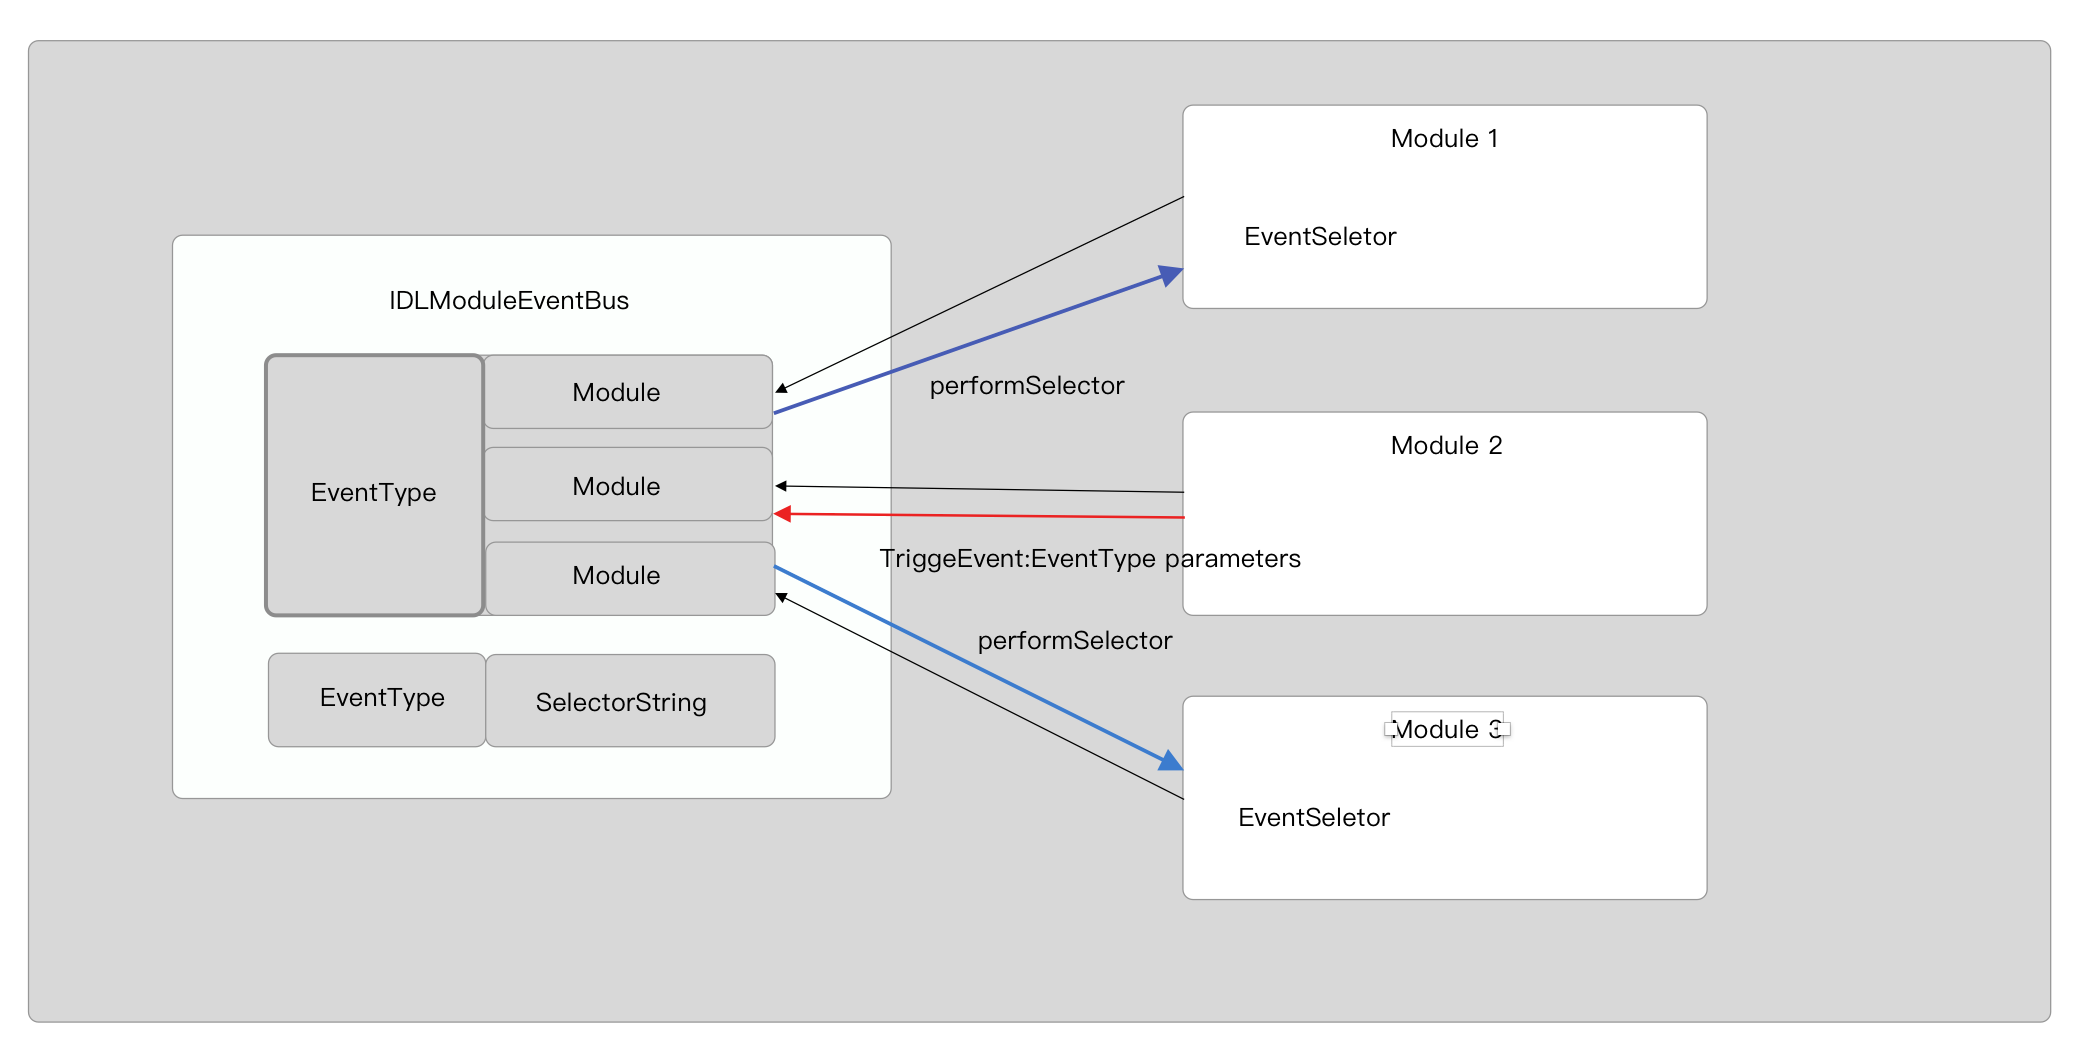 IDLModuleEventBus
EventType
Module
Module
Module
EventType
SelectorString
performSelector
TriggeEvent:EventType parameters
performSelector
Module 1
EventSeletor
Module 2
Module 3
EventSeletor